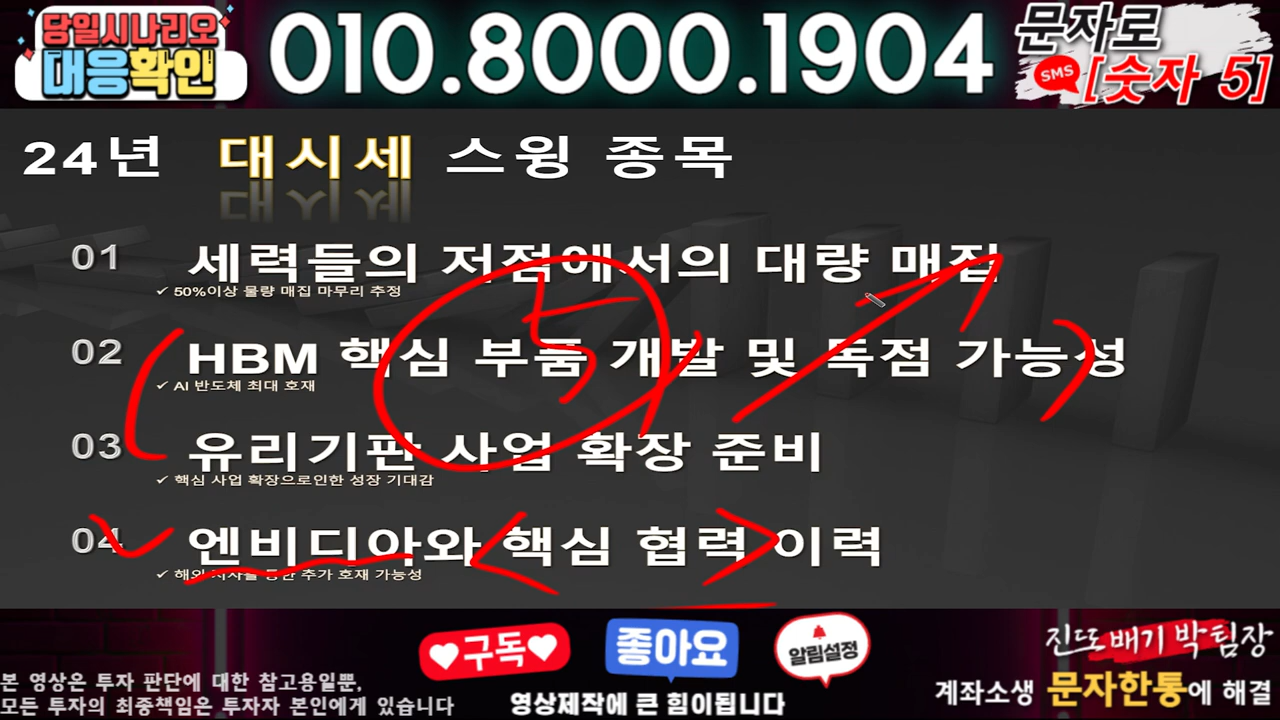 당일시나리오
대응확인
010.8000.1904
문자로
SMS [숫자 5]
24년 대시세 스윙 종목
01 세력들의 저점에서의 대량 매집
✓ 50%이상 물량 매집 마무리 추정
02 HBM 핵심 부품 개발 및 독점 가능성
✓ AI 반도체 최대 호재
03 유리기판 사업 확장 준비
✓ 핵심 사업 확장으로인한 성장 기대감
04 엔비디아와 핵심 협력 이력
✓ 해외 통한 추가 호재 가능성
5
구독
좋아요
알림설정
영상제작에 큰 힘이됩니다
본 영상은 투자 판단에 대한 참고용일뿐,
모든 투자의 최종책임은 투자자 본인에게 있습니다
진또배기 박팀장
계좌소생 문자한통에 해결